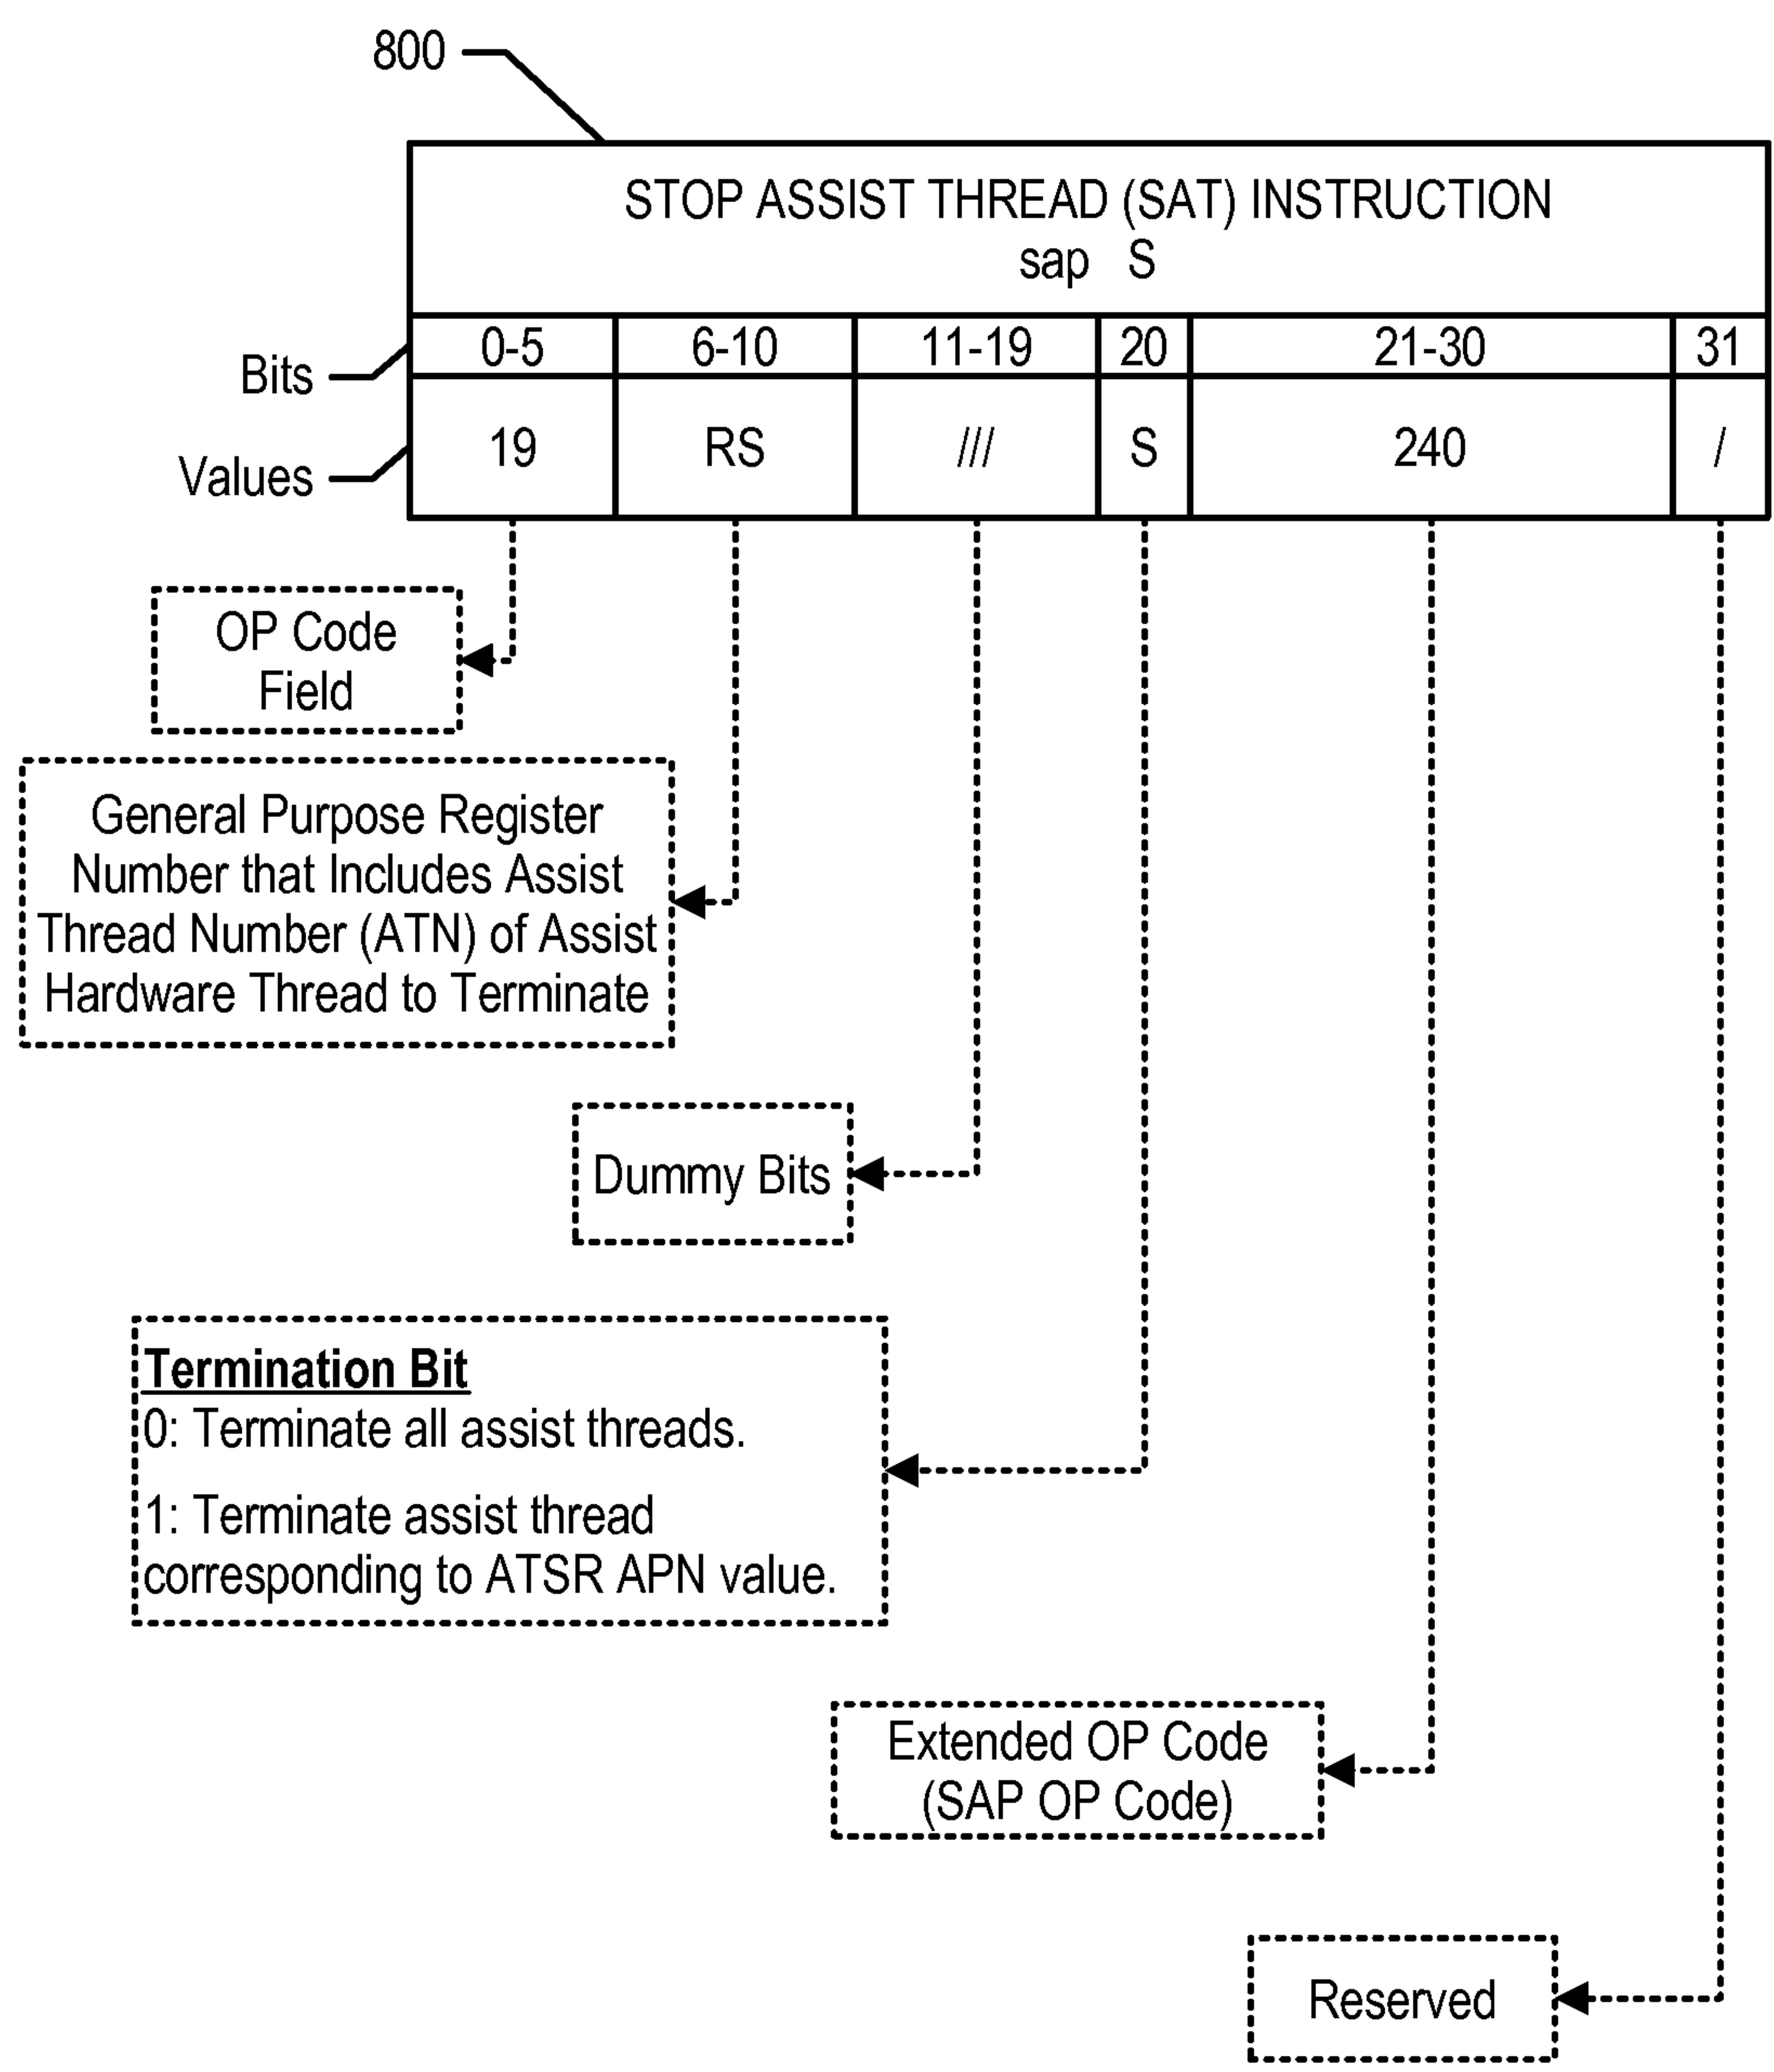 800
STOP ASSIST THREAD (SAT) INSTRUCTION
sap S
Bits
0-5 6-10 11-19 20 21-30 31
Values
19 RS /// S 240 /
OP Code
Field
General Purpose Register
Number that Includes Assist
Thread Number (ATN) of Assist
Hardware Thread to Terminate
Dummy Bits
Termination Bit
0: Terminate all assist threads.
1: Terminate assist thread
corresponding to ATSR APN value.
Extended OP Code
(SAP OP Code)
Reserved